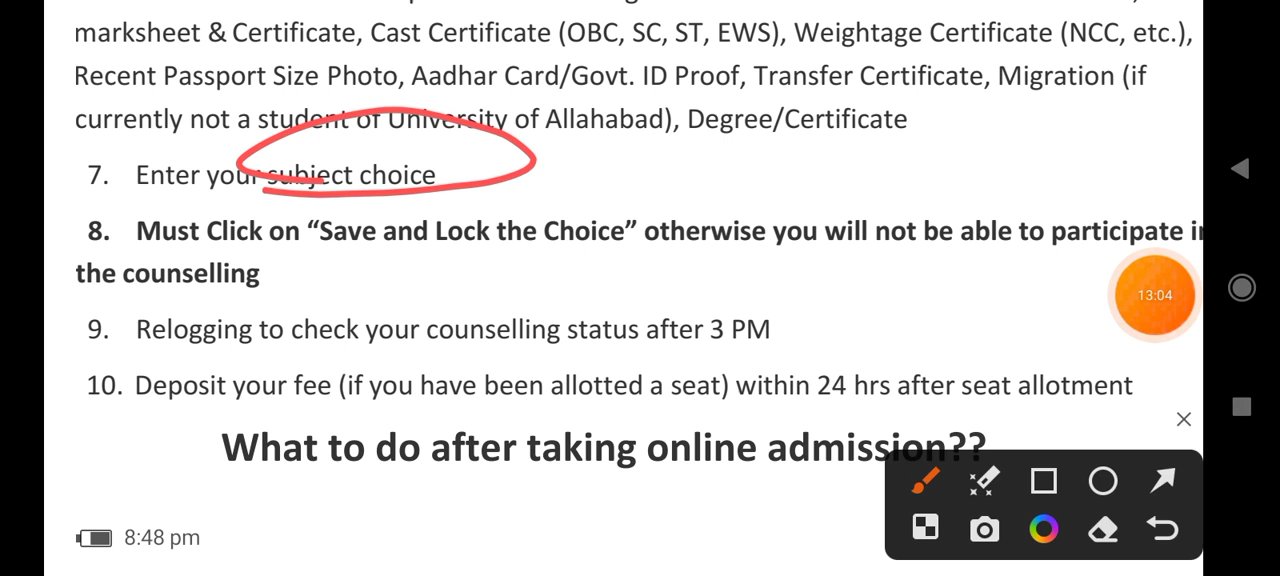 marksheet & Certificate, Cast Certificate (OBC, SC, ST, EWS), Weightage Certificate (NCC, etc.),
Recent Passport Size Photo, Aadhar Card/Govt. ID Proof, Transfer Certificate, Migration (if
currently not a student of University of Allahabad), Degree/Certificate
7. Enter your subject choice
8. Must Click on “Save and Lock the Choice” otherwise you will not be able to participate in
the counselling
13:04
9. Relogging to check your counselling status after 3 PM
10. Deposit your fee (if you have been allotted a seat) within 24 hrs after seat allotment
What to do after taking online admission??
8:48 pm